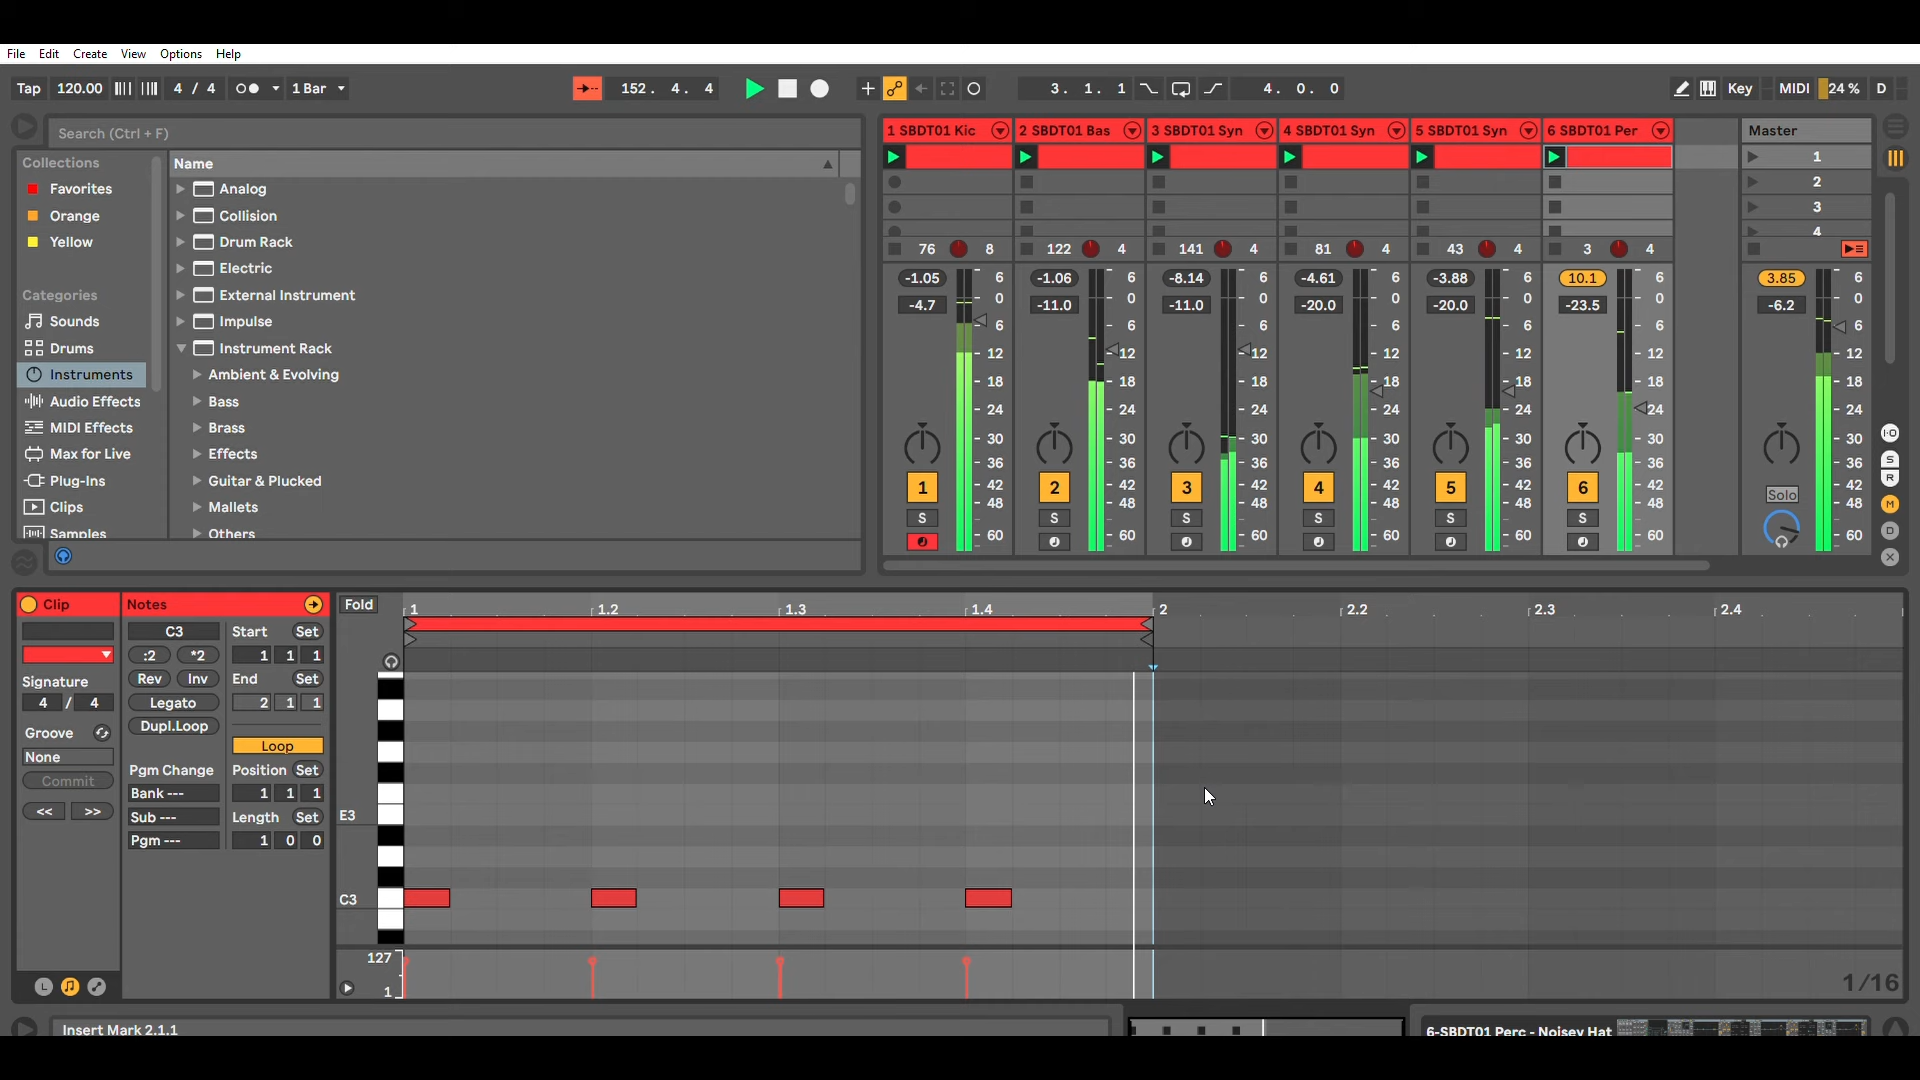 File Edit Create View Options Help
Tap 120.00 4 / 4 1 Bar 152. 4. 4 3. 1. 1 4. 0. 0 Key MIDI 24 % D
Search (Ctrl + F)
Collections
Favorites
Orange
Yellow
Categories
Sounds
Drums
Instruments
Audio Effects
MIDI Effects
Max for Live
Plug-Ins
Clips
Samples
Name
Analog
Collision
Drum Rack
Electric
External Instrument
Impulse
Instrument Rack
Ambient & Evolving
Bass
Brass
Effects
Guitar & Plucked
Mallets
Others
1 SBDT01 Kic 2 SBDT01 Bas 3 SBDT01 Syn 4 SBDT01 Syn 5 SBDT01 Syn 6 SBDT01 Per Master
1
2
3
4
76 8 122 4 141 4 81 4 43 4 3 4
-1.05 6 -1.06 6 -8.14 6 -4.61 6 -3.88 6 10.1 6 3.85 6
0 0 0 0 0 0 0
-4.7 -11.0 -11.0 -20.0 -20.0 -23.5 -6.2
6 6 6 6 6 6 6
12 12 12 12 12 12 12
18 18 18 18 18 18 18
24 24 24 24 24 24 24
30 30 30 30 30 30 30
36 36 36 36 36 36 36
1 42 2 42 3 42 4 42 5 42 6 42 42
48 48 48 48 48 48 Solo 48
S S S S S S
60 60 60 60 60 60 60
I·O
S
R
M
D
X
Clip
Signature
4 / 4
Groove
None
Commit
<< >>
L
Notes
C3
:2 *2
Rev Inv
Legato
Dupl.Loop
Pgm Change
Bank ---
Sub ---
Pgm ---
Start Set
1 1 1
End Set
2 1 1
Loop
Position Set
1 1 1
Length Set
1 0 0
Fold 1 1.2 1.3 1.4 2 2.2 2.3 2.4
E3
C3
127
1
1/16
Insert Mark 2.1.1
6-SBDT01 Perc - Noisey Hat